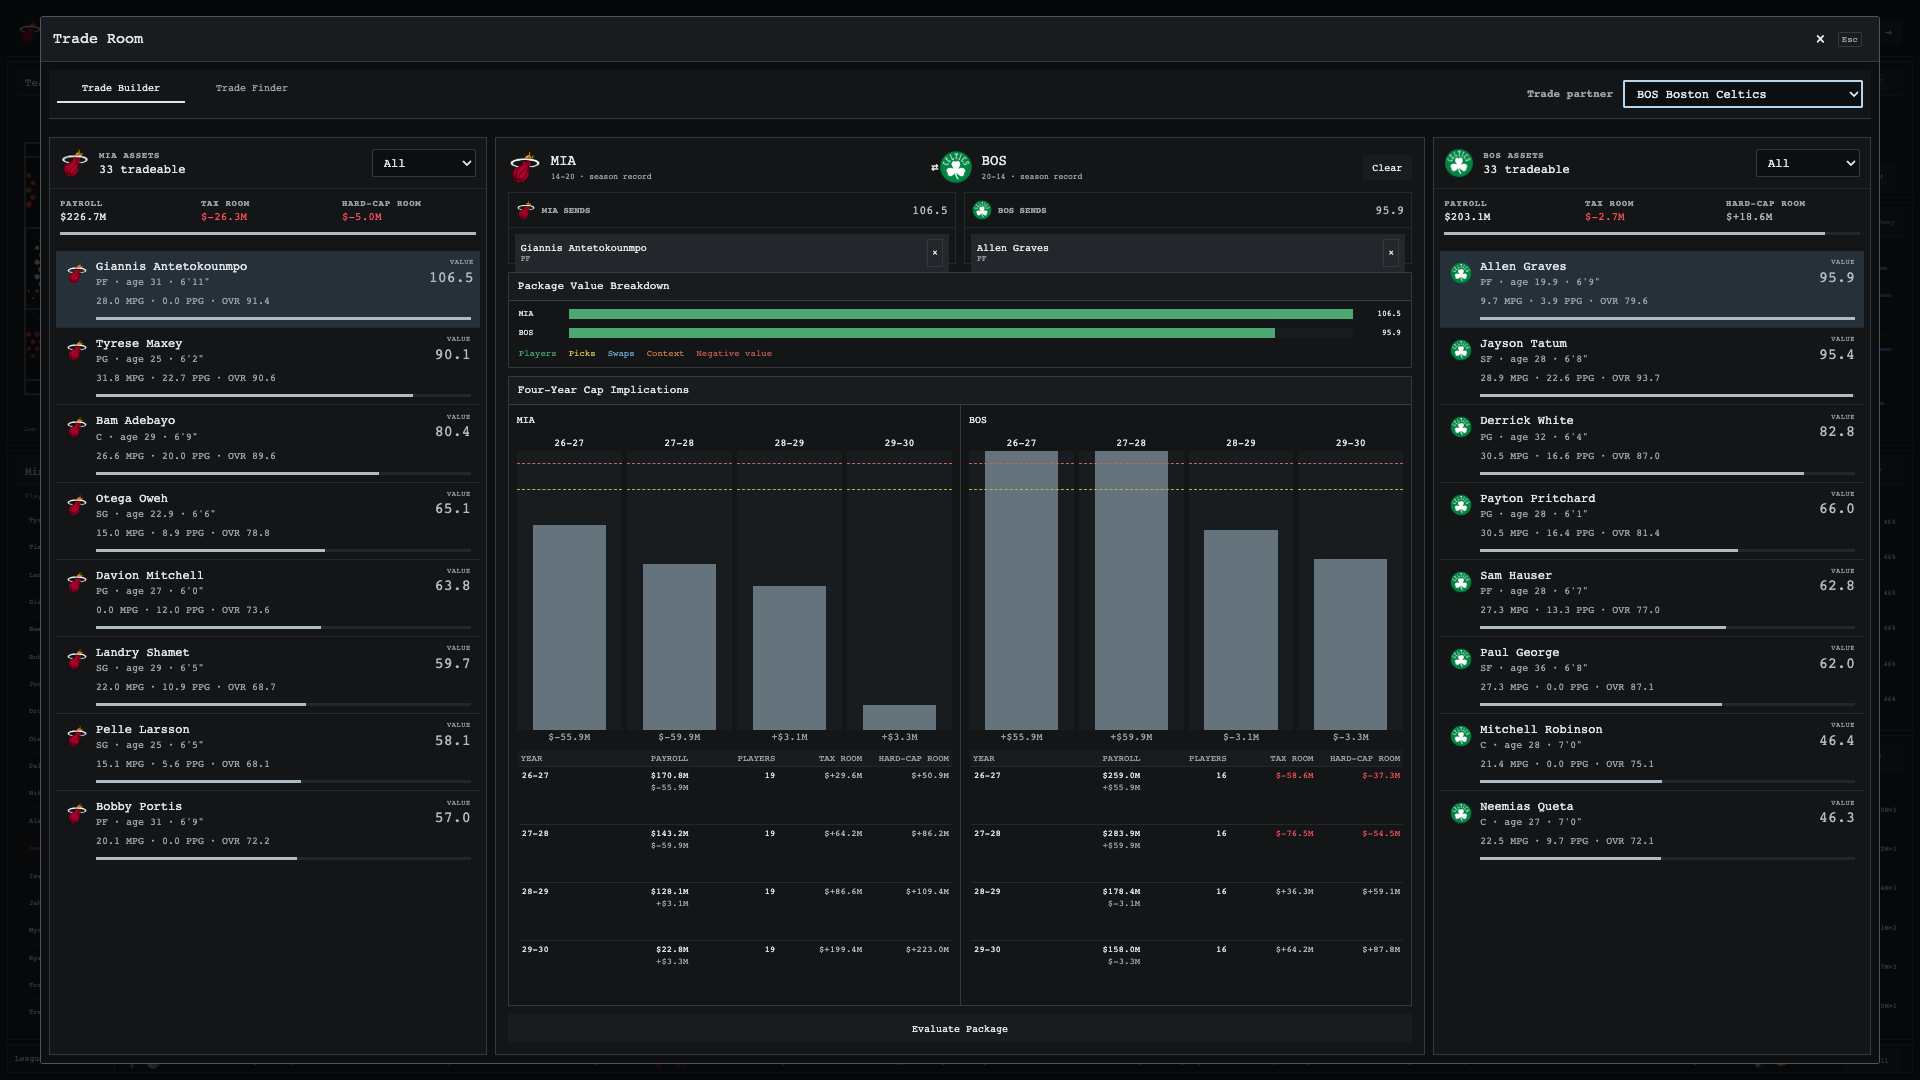 Trade Room
× Esc
Trade Builder Trade Finder
Trade partner BOS Boston Celtics
MIA ASSETS
33 tradeable
All
PAYROLL TAX ROOM HARD-CAP ROOM
$226.7M $-26.3M $-5.0M
Giannis Antetokounmpo VALUE
PF · age 31 · 6'11" 106.5
28.0 MPG · 0.0 PPG · OVR 91.4
Tyrese Maxey VALUE
PG · age 25 · 6'2" 90.1
31.8 MPG · 22.7 PPG · OVR 90.6
Bam Adebayo VALUE
C · age 29 · 6'9" 80.4
26.6 MPG · 20.0 PPG · OVR 89.6
Otega Oweh VALUE
SG · age 22.9 · 6'6" 65.1
15.0 MPG · 8.9 PPG · OVR 78.8
Davion Mitchell VALUE
PG · age 27 · 6'0" 63.8
0.0 MPG · 12.0 PPG · OVR 73.6
Landry Shamet VALUE
SG · age 29 · 6'5" 59.7
22.0 MPG · 10.9 PPG · OVR 68.7
Pelle Larsson VALUE
SG · age 25 · 6'5" 58.1
15.1 MPG · 5.6 PPG · OVR 68.1
Bobby Portis VALUE
PF · age 31 · 6'9" 57.0
20.1 MPG · 0.0 PPG · OVR 72.2
MIA
14-20 · season record
⇄
BOS
20-14 · season record
Clear
MIA SENDS 106.5
Giannis Antetokounmpo ×
PF
BOS SENDS 95.9
Allen Graves ×
PF
Package Value Breakdown
MIA 106.5
BOS 95.9
Players Picks Swaps Context Negative value
Four-Year Cap Implications
MIA
26-27 27-28 28-29 29-30
$-55.9M $-59.9M +$3.1M +$3.3M
YEAR PAYROLL PLAYERS TAX ROOM HARD-CAP ROOM
26-27 $170.8M 19 $+29.6M $+50.9M
$-55.9M
27-28 $143.2M 19 $+64.2M $+86.2M
$-59.9M
28-29 $128.1M 19 $+86.6M $+109.4M
+$3.1M
29-30 $22.8M 19 $+199.4M $+223.0M
+$3.3M
BOS
26-27 27-28 28-29 29-30
+$55.9M +$59.9M $-3.1M $-3.3M
YEAR PAYROLL PLAYERS TAX ROOM HARD-CAP ROOM
26-27 $259.0M 16 $-58.6M $-37.3M
+$55.9M
27-28 $283.9M 16 $-76.5M $-54.5M
+$59.9M
28-29 $178.4M 16 $+36.3M $+59.1M
$-3.1M
29-30 $158.0M 16 $+64.2M $+87.8M
$-3.3M
Evaluate Package
BOS ASSETS
33 tradeable
All
PAYROLL TAX ROOM HARD-CAP ROOM
$203.1M $-2.7M $+18.6M
Allen Graves VALUE
PF · age 19.9 · 6'9" 95.9
9.7 MPG · 3.9 PPG · OVR 79.6
Jayson Tatum VALUE
SF · age 28 · 6'8" 95.4
28.9 MPG · 22.6 PPG · OVR 93.7
Derrick White VALUE
PG · age 32 · 6'4" 82.8
30.5 MPG · 16.6 PPG · OVR 87.0
Payton Pritchard VALUE
PG · age 28 · 6'1" 66.0
30.5 MPG · 16.4 PPG · OVR 81.4
Sam Hauser VALUE
PF · age 28 · 6'7" 62.8
27.3 MPG · 13.3 PPG · OVR 77.0
Paul George VALUE
SF · age 36 · 6'8" 62.0
27.3 MPG · 0.0 PPG · OVR 87.1
Mitchell Robinson VALUE
C · age 28 · 7'0" 46.4
21.4 MPG · 0.0 PPG · OVR 75.1
Neemias Queta VALUE
C · age 27 · 7'0" 46.3
22.5 MPG · 9.7 PPG · OVR 72.1